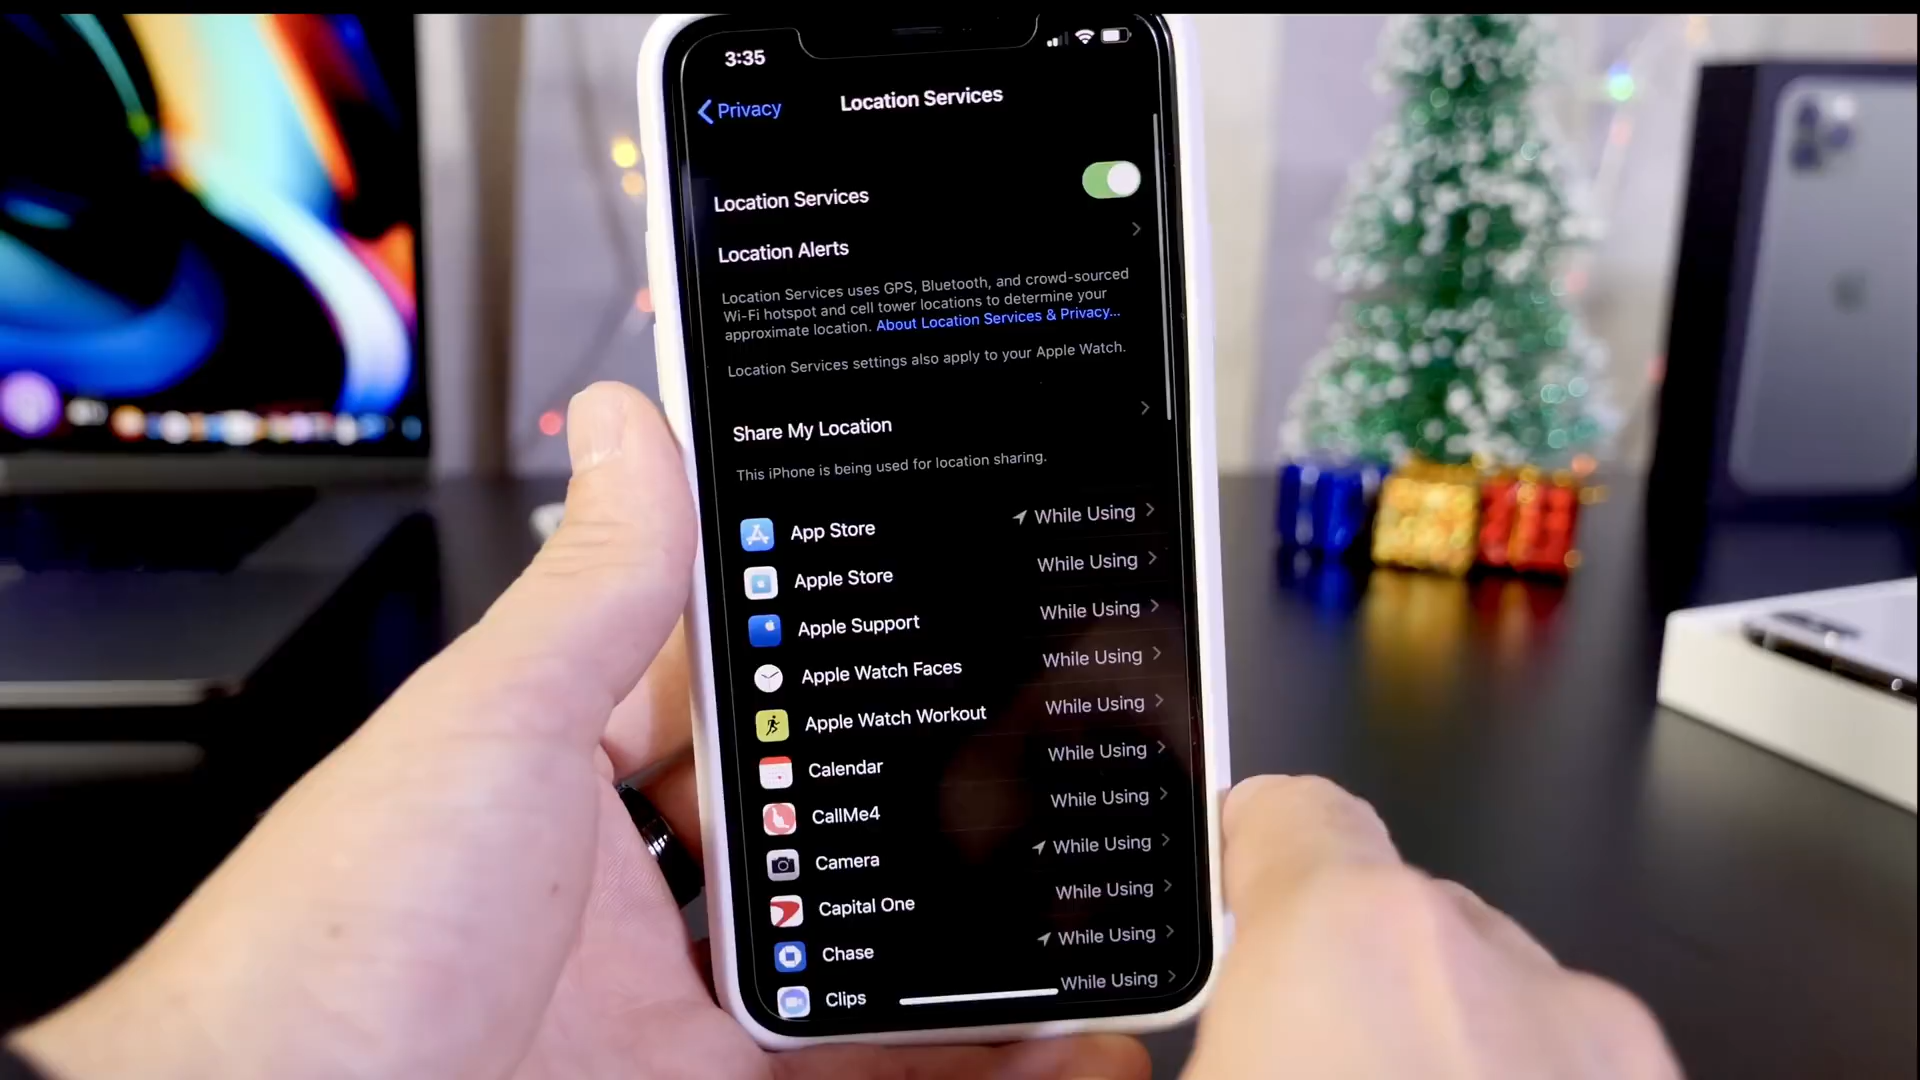 3:35
Privacy
Location Services
Location Services
Location Alerts
Location Services uses GPS, Bluetooth, and crowd-sourced
Wi-Fi hotspot and cell tower locations to determine your
approximate location. About Location Services & Privacy...
Location Services settings also apply to your Apple Watch.
Share My Location
This iPhone is being used for location sharing.
App Store While Using
Apple Store While Using
Apple Support While Using
Apple Watch Faces While Using
Apple Watch Workout While Using
Calendar While Using
CallMe4 While Using
Camera While Using
Capital One While Using
Chase While Using
Clips While Using